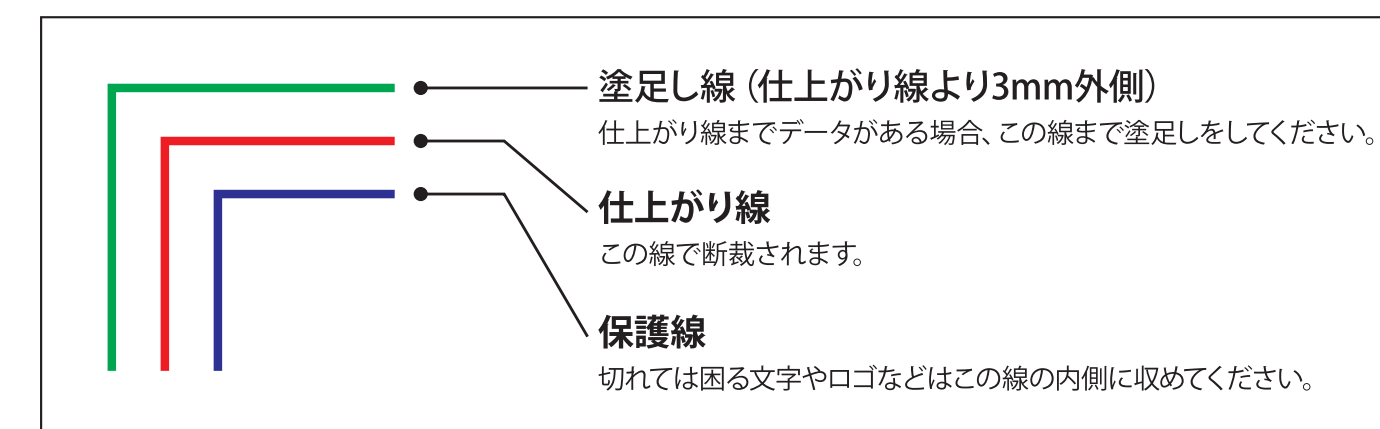 塗足し線（仕上がり線より3mm外側）
仕上がり線までデータがある場合、この線まで塗足しをしてください。
仕上がり線
この線で断裁されます。
保護線
切れては困る文字やロゴなどはこの線の内側に収めてください。